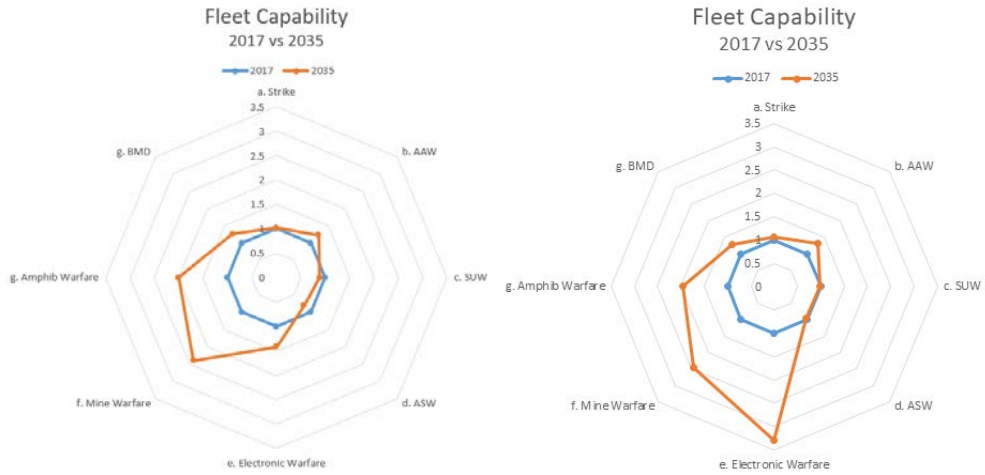 Fleet Capability
2017 vs 2035
2017 2035
a. Strike
3.5
3
2.5
2
1.5
1
0.5
0
b. AAW
c. SUW
d. ASW
e. Electronic Warfare
f. Mine Warfare
g. Amphib Warfare
g. BMD
Fleet Capability
2017 vs 2035
2017 2035
a. Strike
3.5
3
2.5
2
1.5
1
0.5
0
b. AAW
c. SUW
d. ASW
e. Electronic Warfare
f. Mine Warfare
g. Amphib Warfare
g. BMD